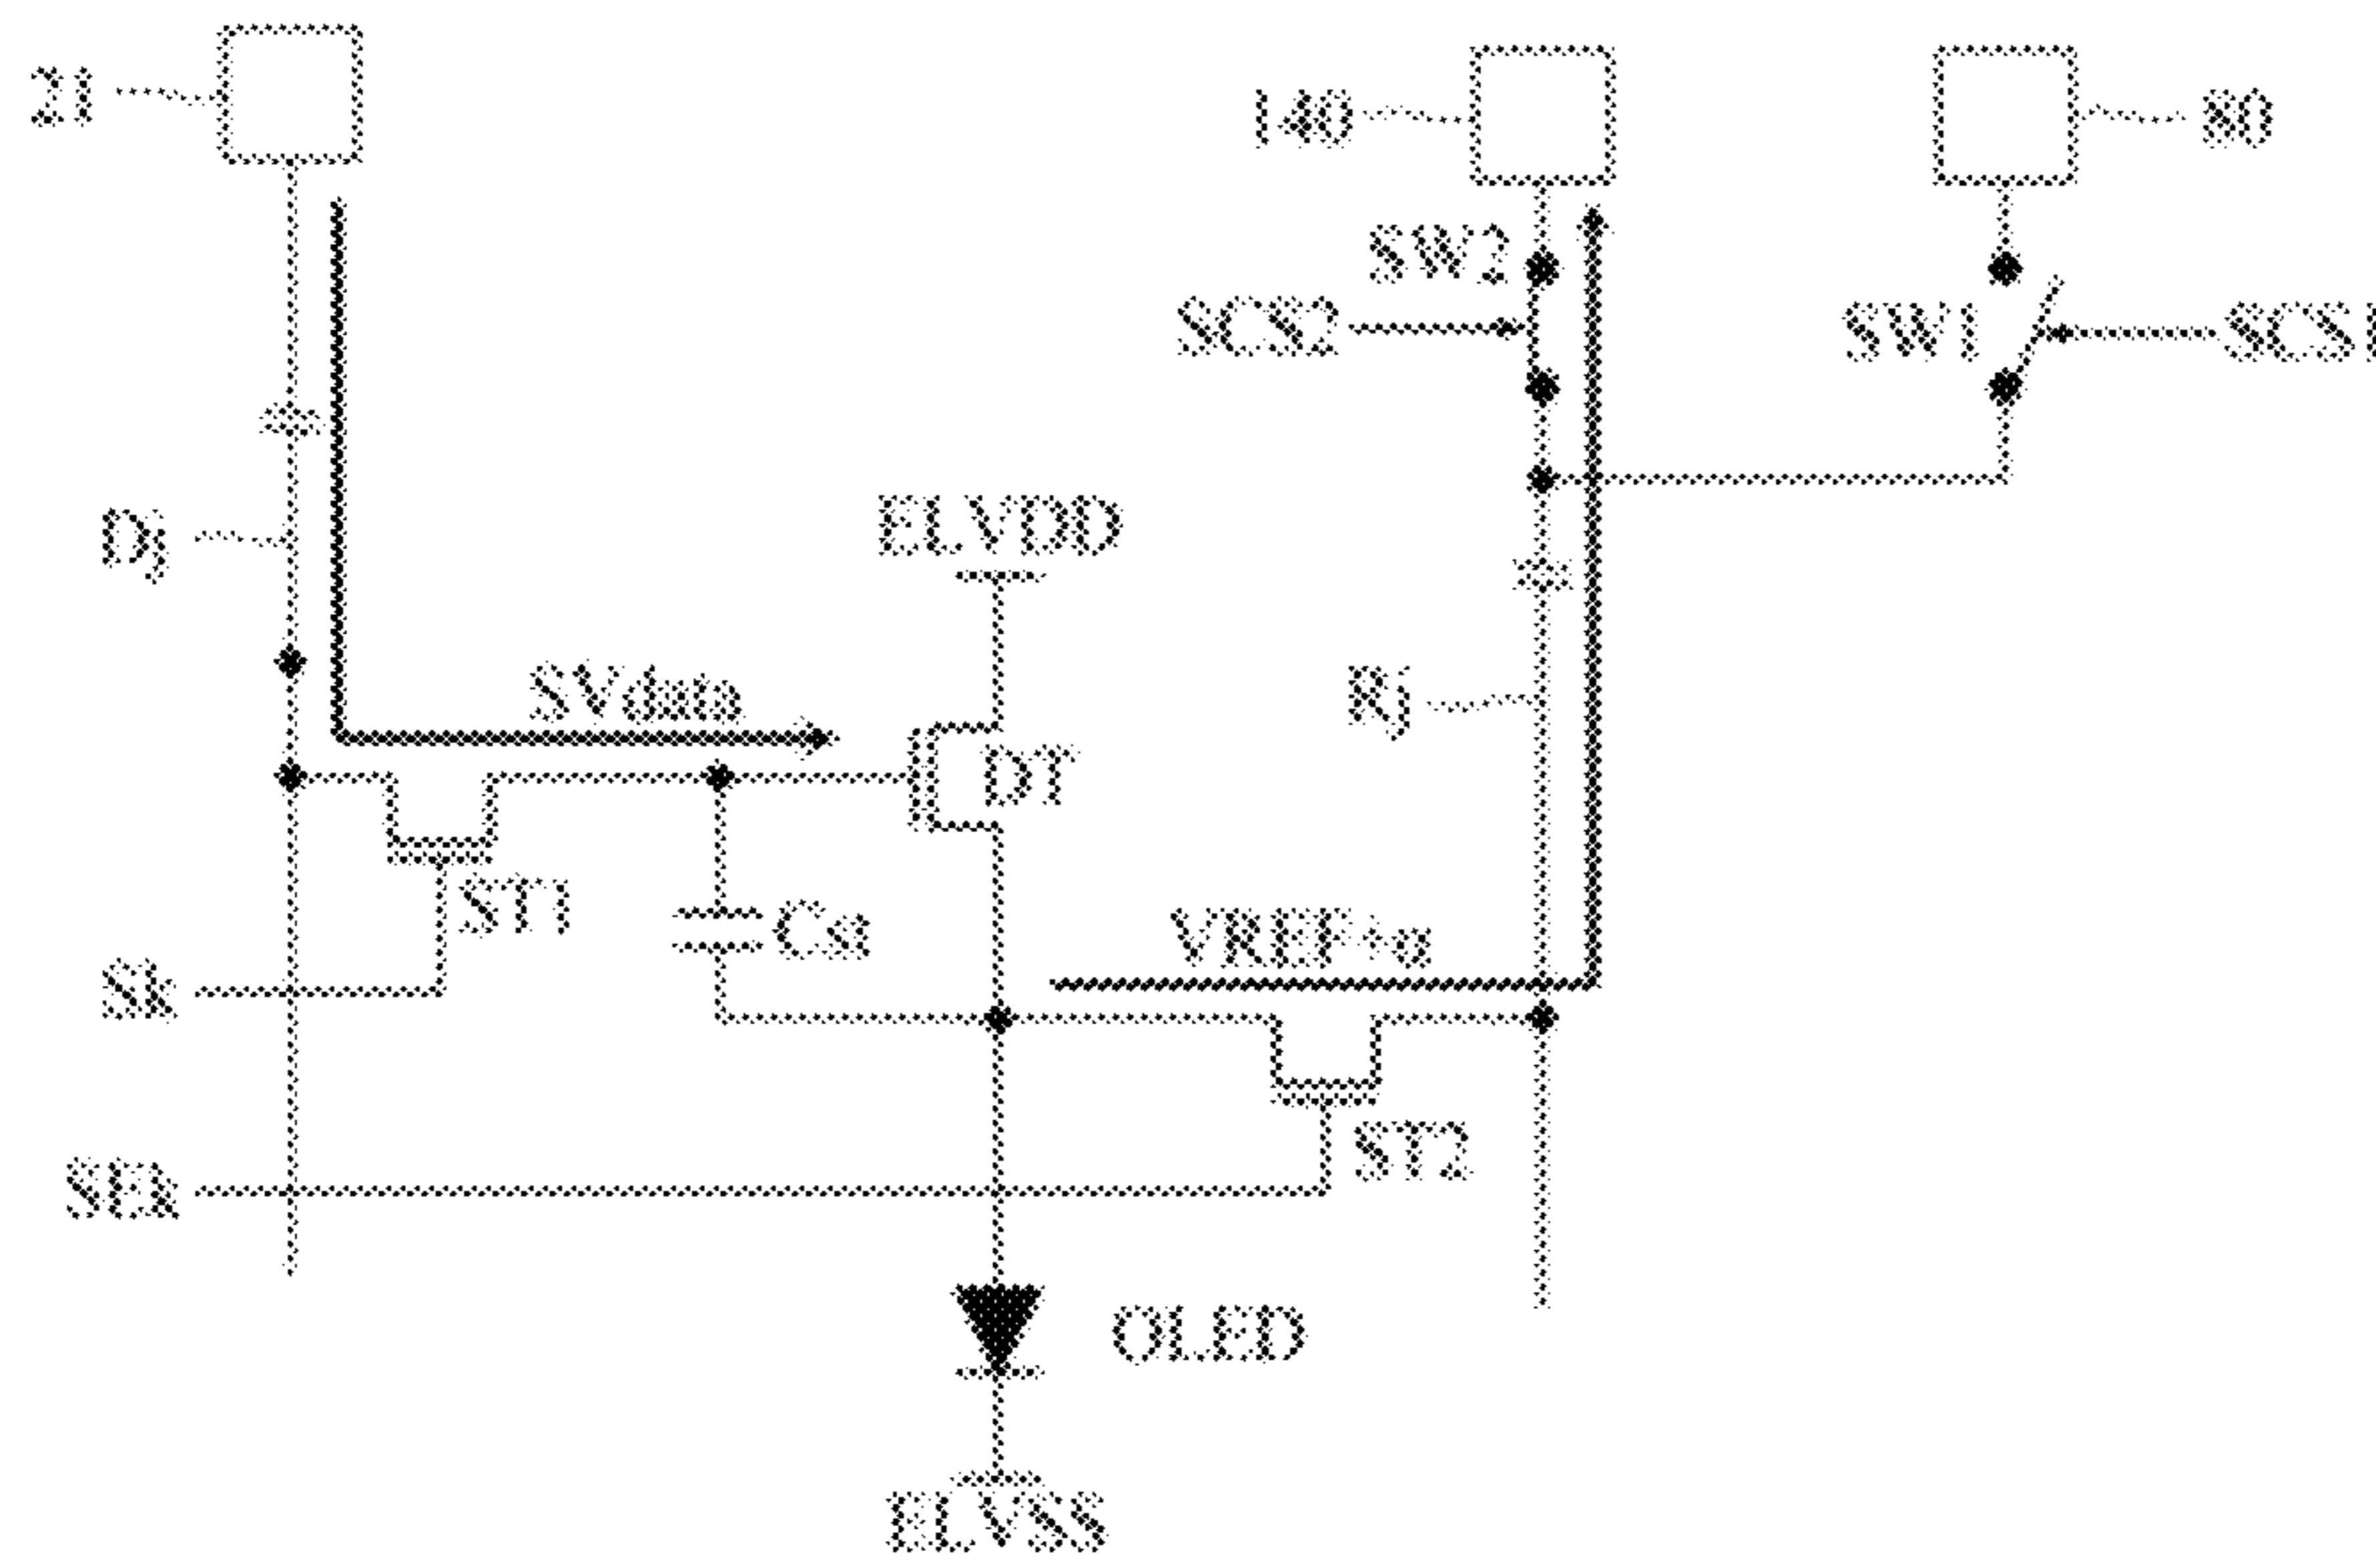 21
140
80
SW2
SCS2
SW1
SCS1
Dj
ELVDD
SVdata
Rj
DT
ST1
Cst
VREF+α
Sk
ST2
SEk
OLED
ELVSS